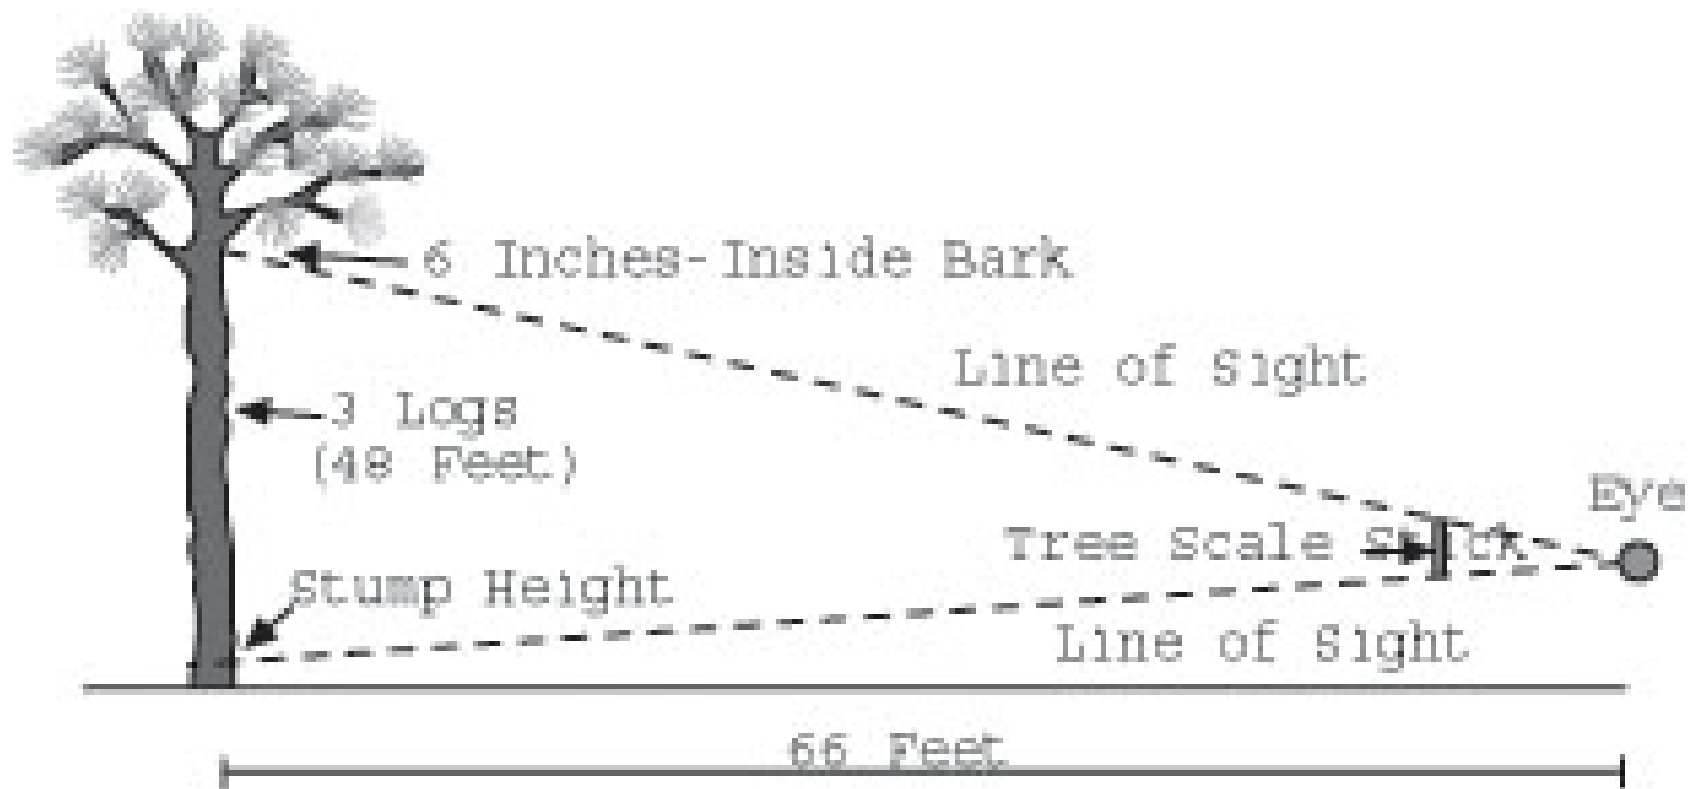 6 Inches-Inside Bark
Line of Sight
3 Logs
(48 Feet)
Eye
Tree Scale Stick
Stump Height
Line of Sight
66 Feet